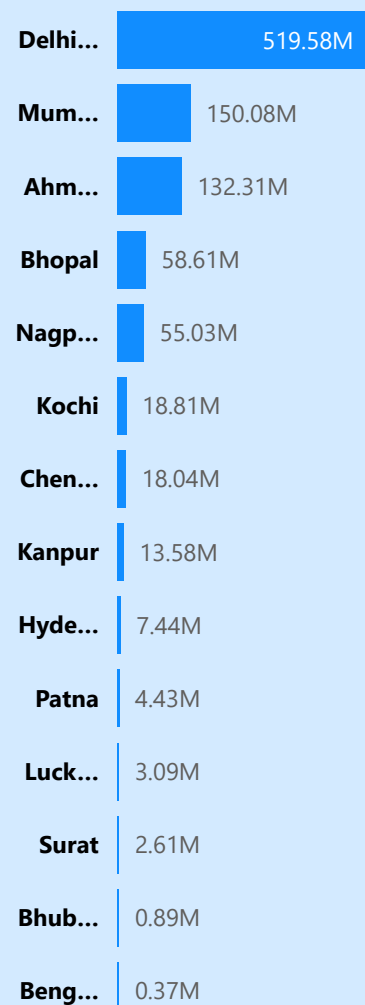 Delhi... 519.58M
Mum... 150.08M
Ahm... 132.31M
Bhopal 58.61M
Nagp... 55.03M
Kochi 18.81M
Chen... 18.04M
Kanpur 13.58M
Hyde... 7.44M
Patna 4.43M
Luck... 3.09M
Surat 2.61M
Bhub... 0.89M
Beng... 0.37M